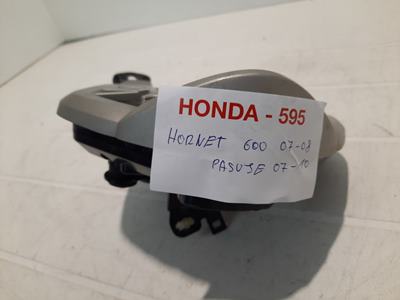 HONDA - 595
HORNET 600 07-08
PASUJE 07-10